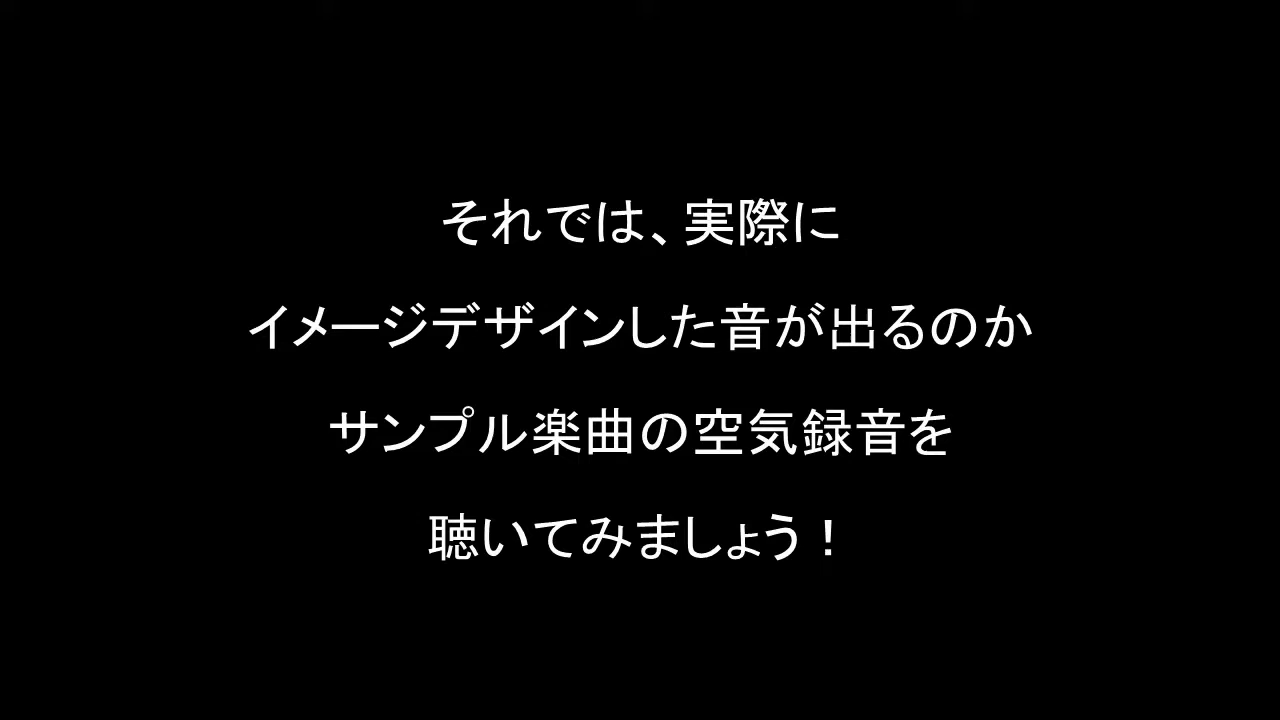 それでは、実際に
イメージデザインした音が出るのか
サンプル楽曲の空気録音を
聴いてみましょう！